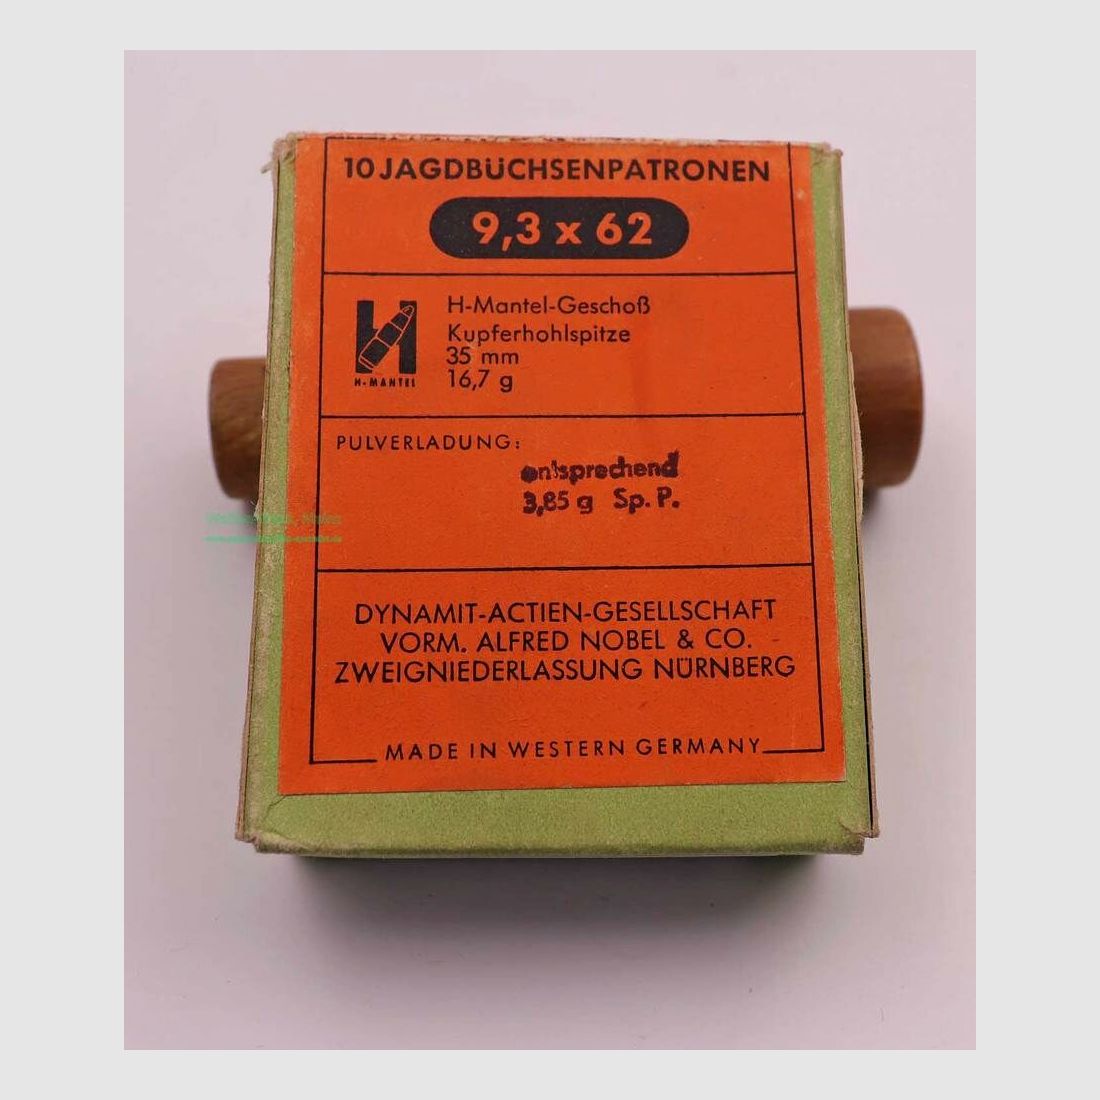 10 JAGDBÜCHSENPATRONEN
9,3 x 62
H-Mantel-Geschoß
Kupferhohlspitze
35 mm
16,7 g
H-MANTEL
PULVERLADUNG:
entsprechend
3,85 g Sp. P.
DYNAMIT-ACTIEN-GESELLSCHAFT
VORM. ALFRED NOBEL & CO.
ZWEIGNIEDERLASSUNG NÜRNBERG
MADE IN WESTERN GERMANY